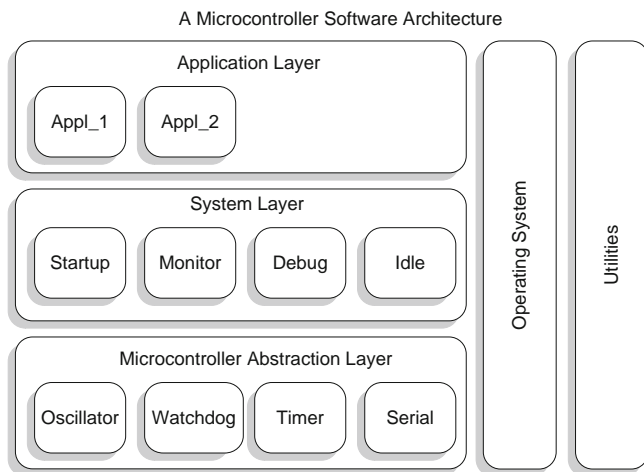 A Microcontroller Software Architecture
Application Layer
Appl_1 Appl_2
System Layer
Startup Monitor Debug Idle
Microcontroller Abstraction Layer
Oscillator Watchdog Timer Serial
Operating System
Utilities